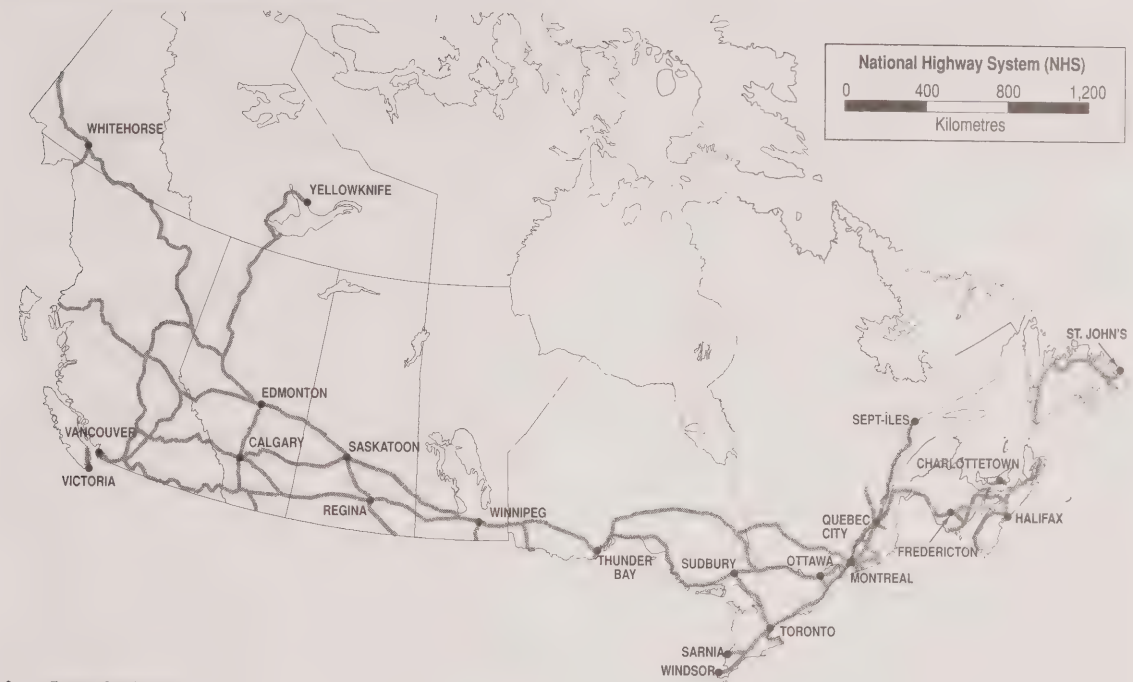 National Highway System (NHS)
0 400 800 1,200
Kilometres
WHITEHORSE
YELLOWKNIFE
ST. JOHN'S
EDMONTON
SEPT-ÎLES
VANCOUVER
CALGARY
SASKATOON
CHARLOTTETOWN
VICTORIA
REGINA
WINNIPEG
QUEBEC
CITY
HALIFAX
FREDERICTON
THUNDER
BAY
SUDBURY
OTTAWA
MONTREAL
TORONTO
SARNIA
WINDSOR